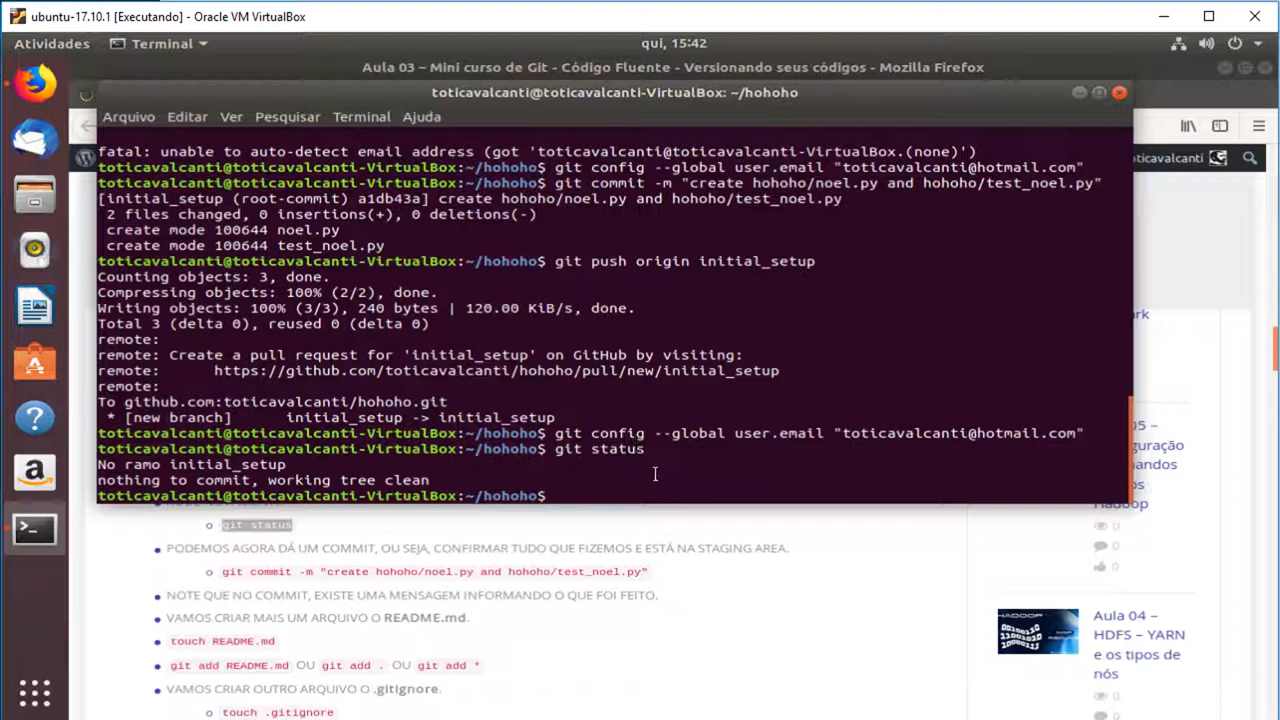 ubuntu-17.10.1 [Executando] - Oracle VM VirtualBox
Atividades
Terminal
qui, 15:42
Aula 03 – Mini curso de Git - Código Fluente - Versionando seus códigos - Mozilla Firefox
toticavalcanti@toticavalcanti-VirtualBox: ~/hohoho
Arquivo Editar Ver Pesquisar Terminal Ajuda
fatal: unable to auto-detect email address (got 'toticavalcanti@toticavalcanti-VirtualBox.(none)')
toticavalcanti@toticavalcanti-VirtualBox:~/hohoho$ git config --global user.email "toticavalcanti@hotmail.com"
toticavalcanti@toticavalcanti-VirtualBox:~/hohoho$ git commit -m "create hohoho/noel.py and hohoho/test_noel.py"
[initial_setup (root-commit) a1db43a] create hohoho/noel.py and hohoho/test_noel.py
2 files changed, 0 insertions(+), 0 deletions(-)
create mode 100644 noel.py
create mode 100644 test_noel.py
toticavalcanti@toticavalcanti-VirtualBox:~/hohoho$ git push origin initial_setup
Counting objects: 3, done.
Compressing objects: 100% (2/2), done.
Writing objects: 100% (3/3), 240 bytes | 120.00 KiB/s, done.
Total 3 (delta 0), reused 0 (delta 0)
remote:
remote: Create a pull request for 'initial_setup' on GitHub by visiting:
remote:      https://github.com/toticavalcanti/hohoho/pull/new/initial_setup
remote:
To github.com:toticavalcanti/hohoho.git
* [new branch]      initial_setup -> initial_setup
toticavalcanti@toticavalcanti-VirtualBox:~/hohoho$ git config --global user.email "toticavalcanti@hotmail.com"
toticavalcanti@toticavalcanti-VirtualBox:~/hohoho$ git status
No ramo initial_setup
nothing to commit, working tree clean
toticavalcanti@toticavalcanti-VirtualBox:~/hohoho$
git status
PODEMOS AGORA DÁ UM COMMIT, OU SEJA, CONFIRMAR TUDO QUE FIZEMOS E ESTÁ NA STAGING AREA.
git commit -m "create hohoho/noel.py and hohoho/test_noel.py"
NOTE QUE NO COMMIT, EXISTE UMA MENSAGEM INFORMANDO O QUE FOI FEITO.
VAMOS CRIAR MAIS UM ARQUIVO O README.md.
touch README.md
git add README.md OU git add . OU git add *
VAMOS CRIAR OUTRO ARQUIVO O .gitignore.
touch .gitignore
oticavalcanti
ark
05 –
guração
mandos
os
Hadoop
0
0
0
HADOOP
Aula 04 –
HDFS – YARN
e os tipos de
nós
0
0